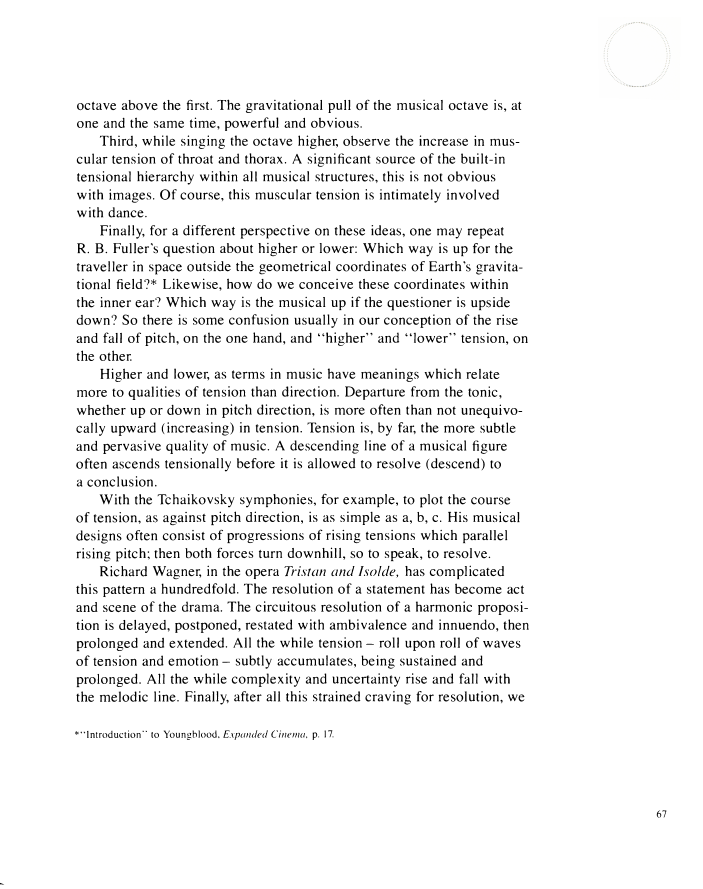 octave above the first. The gravitational pull of the musical octave is, at
one and the same time, powerful and obvious.
Third, while singing the octave higher, observe the increase in mus-
cular tension of throat and thorax. A significant source of the built-in
tensional hierarchy within all musical structures, this is not obvious
with images. Of course, this muscular tension is intimately involved
with dance.
Finally, for a different perspective on these ideas, one may repeat
R. B. Fuller's question about higher or lower: Which way is up for the
traveller in space outside the geometrical coordinates of Earth's gravita-
tional field?* Likewise, how do we conceive these coordinates within
the inner ear? Which way is the musical up if the questioner is upside
down? So there is some confusion usually in our conception of the rise
and fall of pitch, on the one hand, and "higher" and "lower" tension, on
the other.
Higher and lower, as terms in music have meanings which relate
more to qualities of tension than direction. Departure from the tonic,
whether up or down in pitch direction, is more often than not unequivo-
cally upward (increasing) in tension. Tension is, by far, the more subtle
and pervasive quality of music. A descending line of a musical figure
often ascends tensionally before it is allowed to resolve (descend) to
a conclusion.
With the Tchaikovsky symphonies, for example, to plot the course
of tension, as against pitch direction, is as simple as a, b, c. His musical
designs often consist of progressions of rising tensions which parallel
rising pitch; then both forces turn downhill, so to speak, to resolve.
Richard Wagner, in the opera Tristan and Isolde, has complicated
this pattern a hundredfold. The resolution of a statement has become act
and scene of the drama. The circuitous resolution of a harmonic proposi-
tion is delayed, postponed, restated with ambivalence and innuendo, then
prolonged and extended. All the while tension – roll upon roll of waves
of tension and emotion – subtly accumulates, being sustained and
prolonged. All the while complexity and uncertainty rise and fall with
the melodic line. Finally, after all this strained craving for resolution, we
*"Introduction" to Youngblood, Expanded Cinema, p. 17.
67